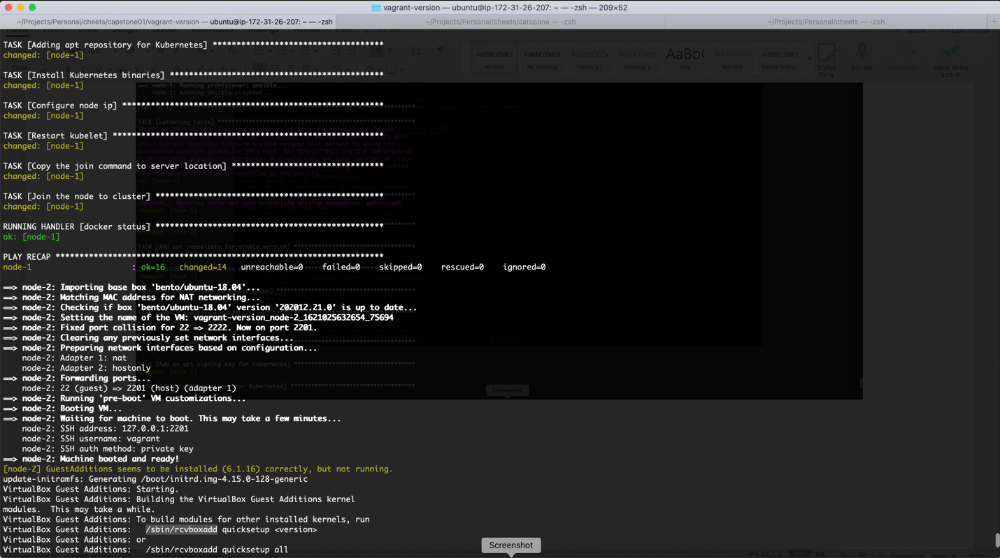 vagrant-version — ubuntu@ip-172-31-26-207: ~ — -zsh — 209×52
~/Projects/Personal/cheets/capstone01/vagrant-version — ubuntu@ip-172-31-26-207: ~ — -zsh
~/Projects/Personal/cheets/catspone — -zsh
~/Projects/Personal/cheets — -zsh
TASK [Adding apt repository for Kubernetes] ************************************
changed: [node-1]
TASK [Install Kubernetes binaries] *********************************************
changed: [node-1]
TASK [Configure node ip] *******************************************************
changed: [node-1]
TASK [Restart kubelet] *********************************************************
changed: [node-1]
TASK [Copy the join command to server location] ********************************
changed: [node-1]
TASK [Join the node to cluster] ************************************************
changed: [node-1]
RUNNING HANDLER [docker status] ************************************************
ok: [node-1]
PLAY RECAP *********************************************************************
node-1 : ok=16 changed=14 unreachable=0 failed=0 skipped=0 rescued=0 ignored=0
==> node-2: Importing base box 'bento/ubuntu-18.04'...
==> node-2: Matching MAC address for NAT networking...
==> node-2: Checking if box 'bento/ubuntu-18.04' version '202012.21.0' is up to date...
==> node-2: Setting the name of the VM: vagrant-version_node-2_1621025632654_75694
==> node-2: Fixed port collision for 22 => 2222. Now on port 2201.
==> node-2: Clearing any previously set network interfaces...
==> node-2: Preparing network interfaces based on configuration...
node-2: Adapter 1: nat
node-2: Adapter 2: hostonly
==> node-2: Forwarding ports...
node-2: 22 (guest) => 2201 (host) (adapter 1)
==> node-2: Running 'pre-boot' VM customizations...
==> node-2: Booting VM...
==> node-2: Waiting for machine to boot. This may take a few minutes...
node-2: SSH address: 127.0.0.1:2201
node-2: SSH username: vagrant
node-2: SSH auth method: private key
==> node-2: Machine booted and ready!
[node-2] GuestAdditions seems to be installed (6.1.16) correctly, but not running.
update-initramfs: Generating /boot/initrd.img-4.15.0-128-generic
VirtualBox Guest Additions: Starting.
VirtualBox Guest Additions: Building the VirtualBox Guest Additions kernel
modules.  This may take a while.
VirtualBox Guest Additions: To build modules for other installed kernels, run
VirtualBox Guest Additions:   /sbin/rcvboxadd quicksetup <version>
VirtualBox Guest Additions: or
VirtualBox Guest Additions:   /sbin/rcvboxadd quicksetup all
Screenshot